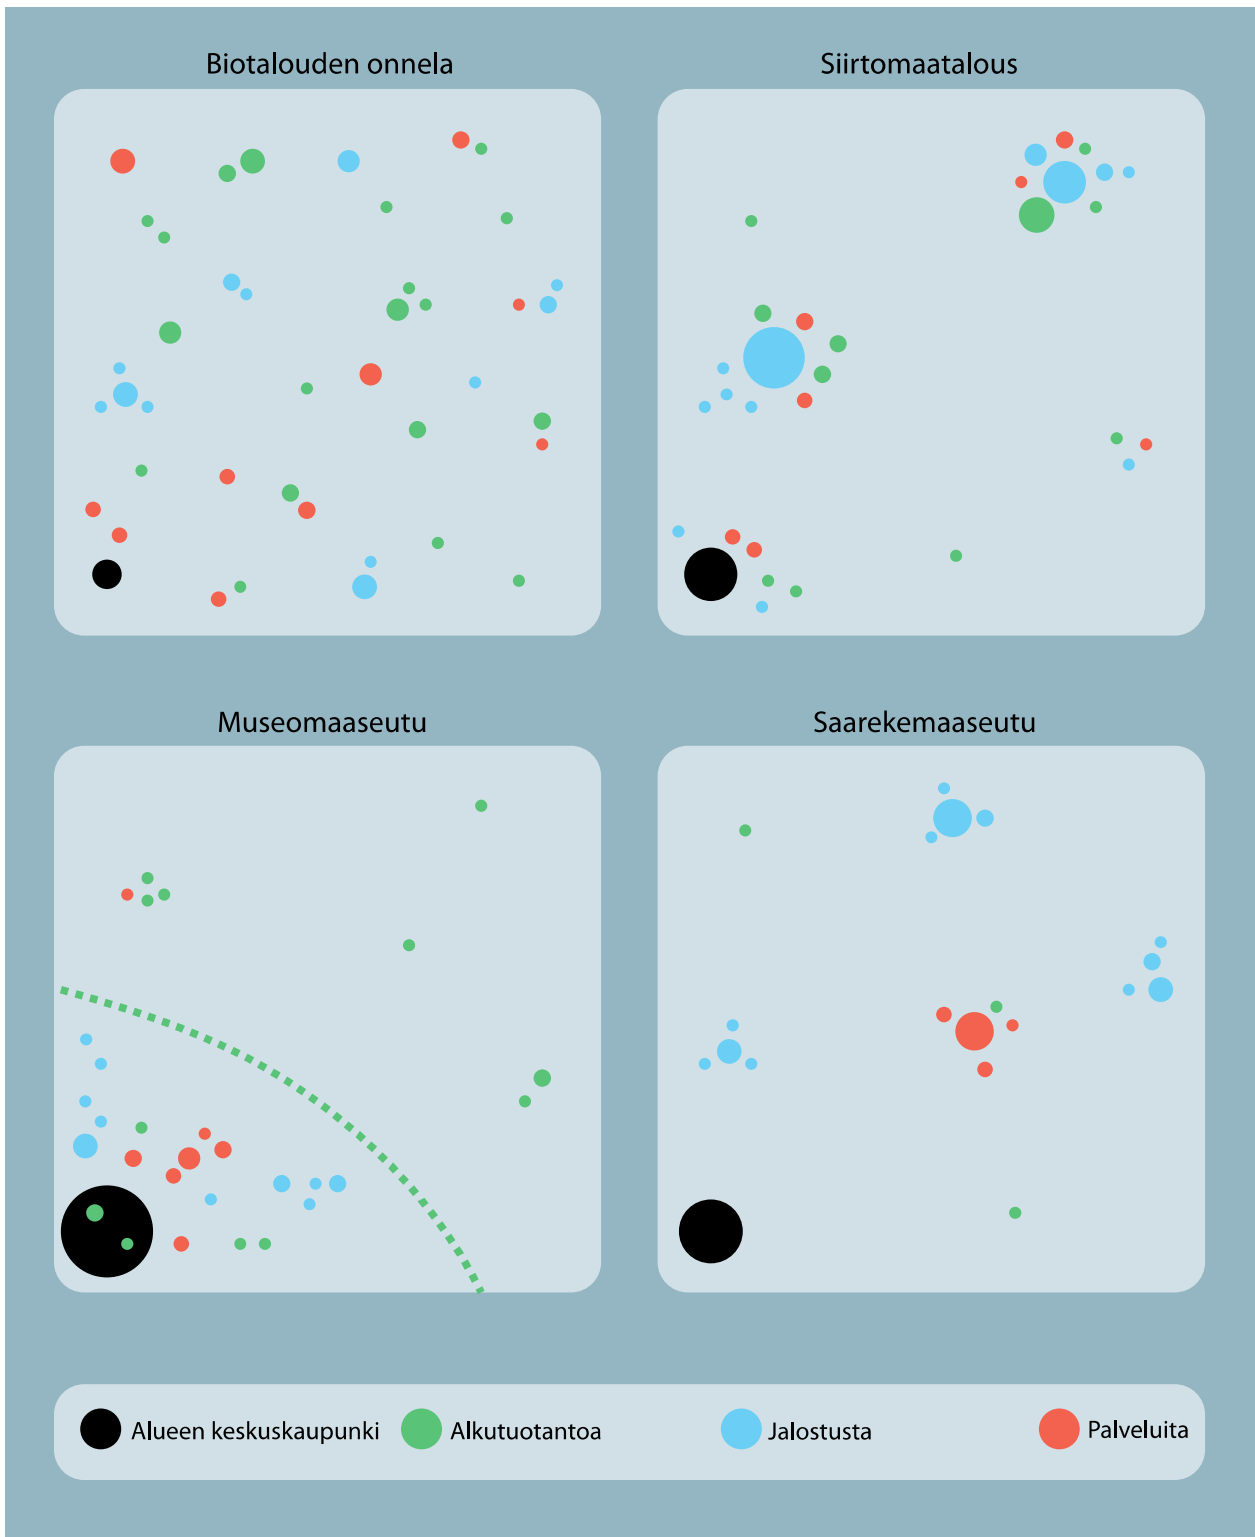 Biotalouden onnela
Siirtomaatalous
Museomaaseutu
Saarekemaaseutu
Alueen keskuskaupunki
Alkutuotantoa
Jalostusta
Palveluita